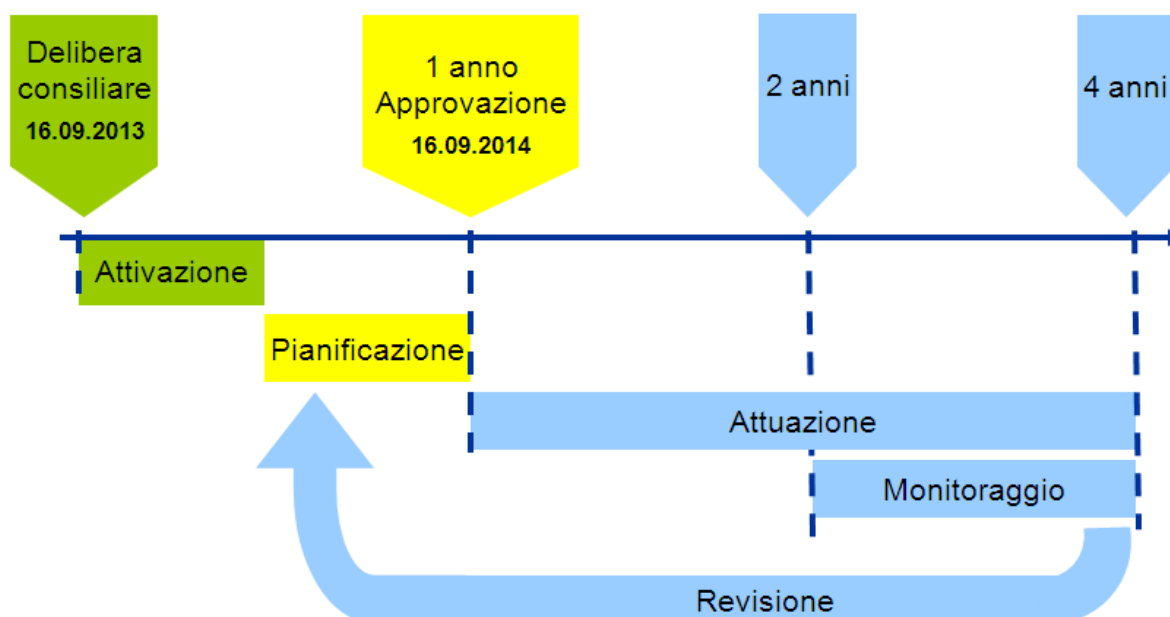 Delibera
consiliare
16.09.2013
1 anno
Approvazione
16.09.2014
2 anni
4 anni
Attivazione
Pianificazione
Attuazione
Monitoraggio
Revisione